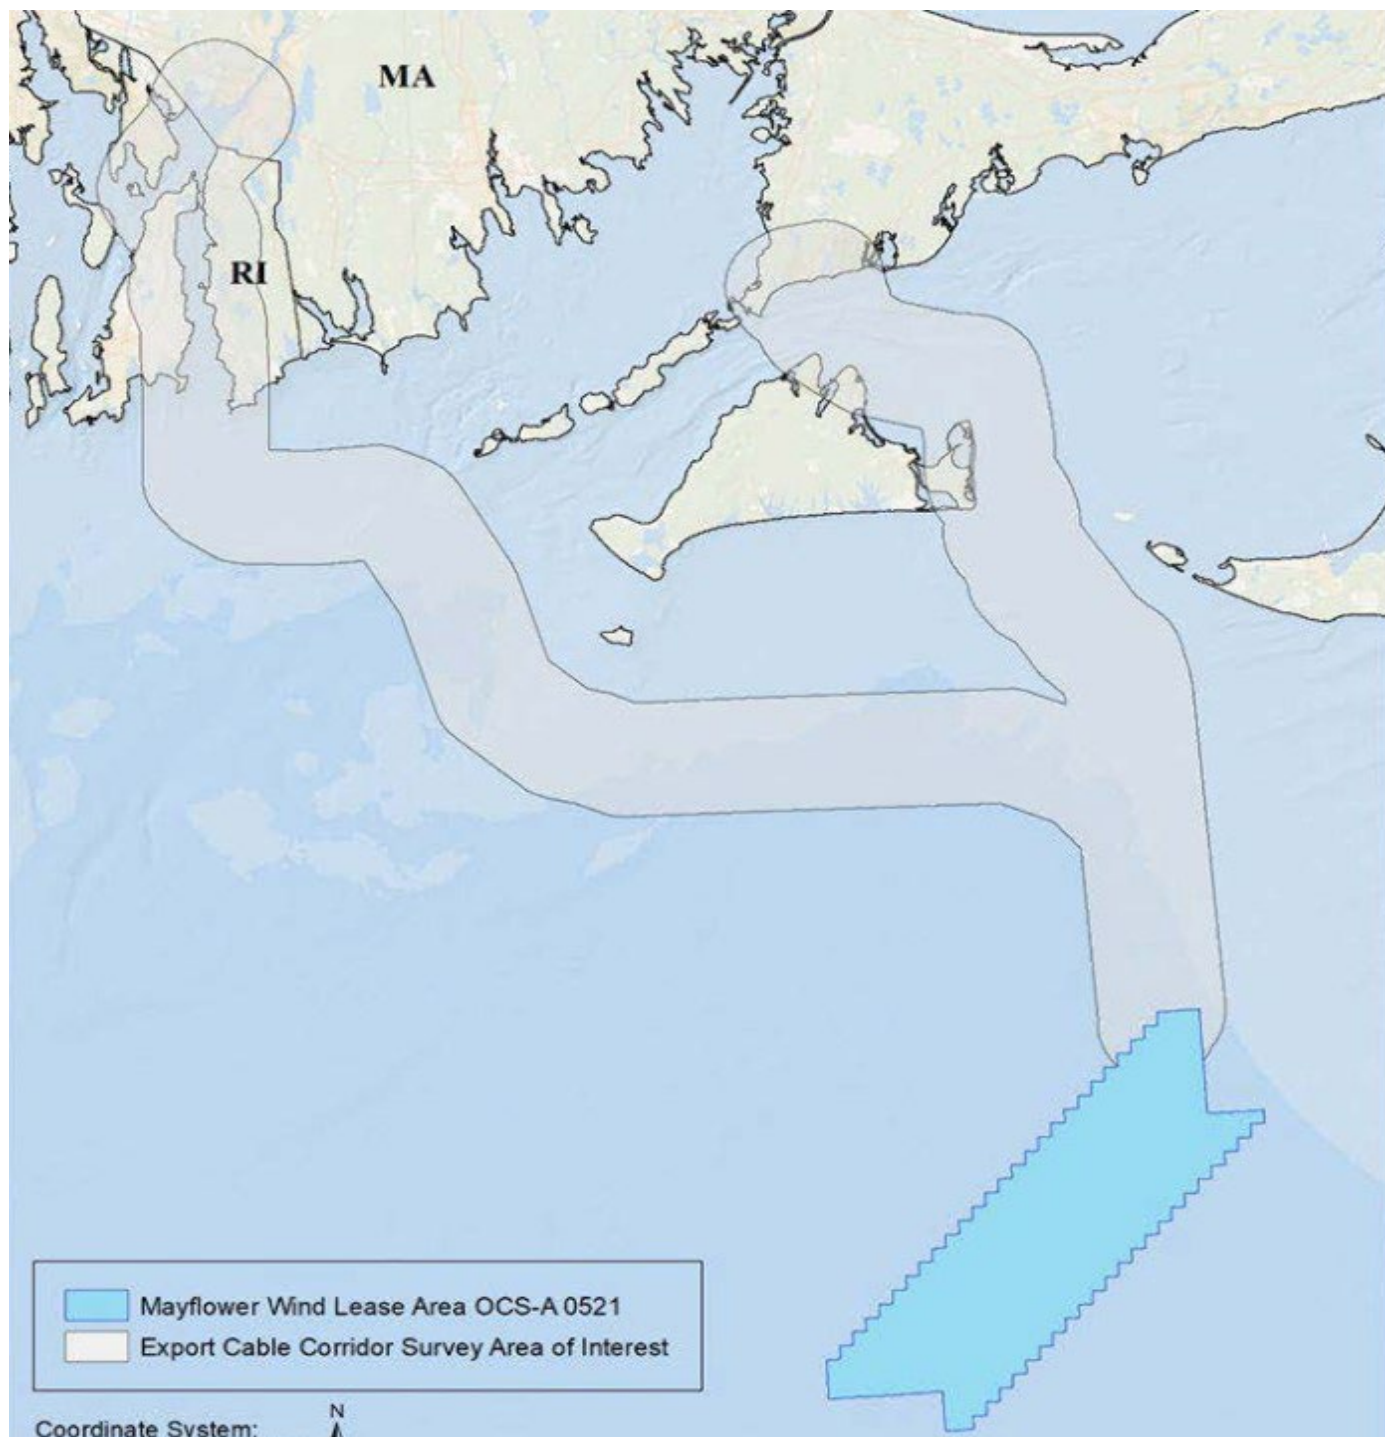 MA
RI
Mayflower Wind Lease Area OCS-A 0521
Export Cable Corridor Survey Area of Interest
N
Coordinate System: